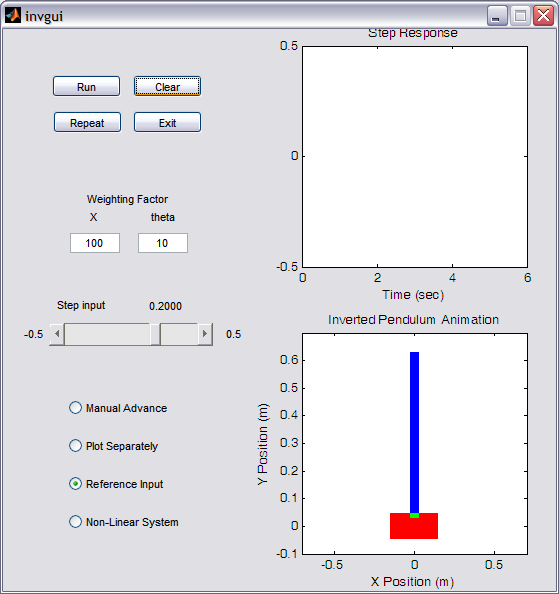 invgui
Run
Clear
Repeat
Exit
Weighting Factor
X theta
100
10
Step input 0.2000
-0.5
0.5
Manual Advance
Plot Separately
Reference Input
Non-Linear System
Step Response
0.5
0
-0.5
0 2 4 6
Time (sec)
Inverted Pendulum Animation
Y Position (m)
0.6
0.5
0.4
0.3
0.2
0.1
0
-0.1
-0.5 0 0.5
X Position (m)